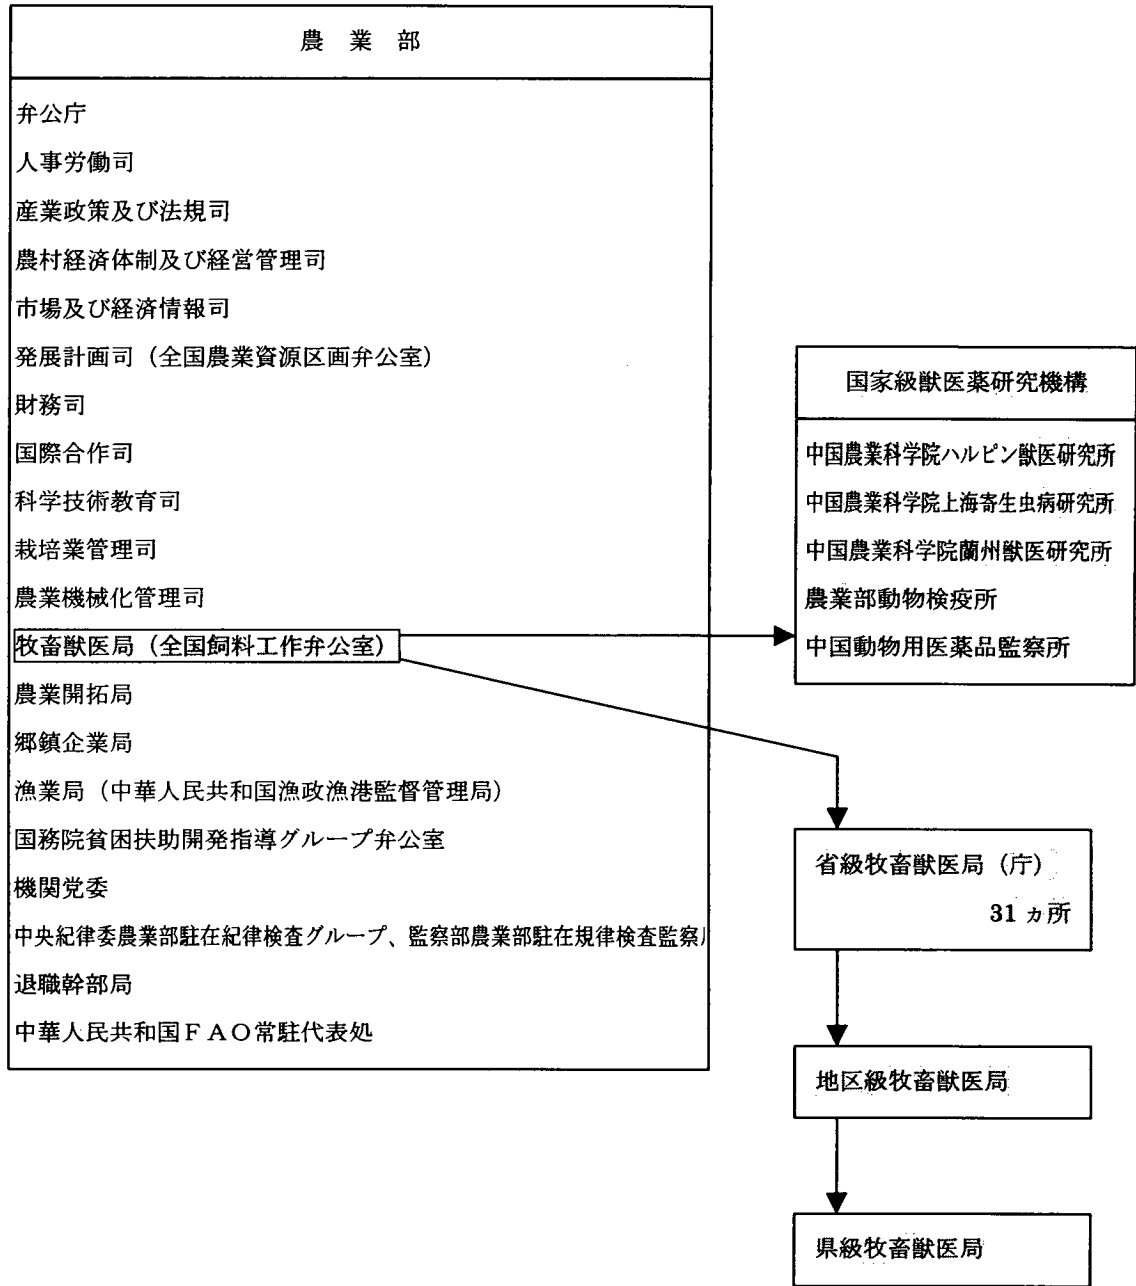 農 業 部
弁公庁
人事労働司
産業政策及び法規司
農村経済体制及び経営管理司
市場及び経済情報司
発展計画司（全国農業資源区画弁公室）
財務司
国際合作司
科学技術教育司
栽培業管理司
農業機械化管理司
牧畜獣医局（全国飼料工作弁公室）
農業開拓局
郷鎮企業局
漁業局（中華人民共和国漁政漁港監督管理局）
国務院貧困扶助開発指導グループ弁公室
機関党委
中央紀律委農業部駐在紀律検査グループ、監察部農業部駐在規律検査監察
退職幹部局
中華人民共和国ＦＡＯ常駐代表処
国家級獣医薬研究機構
中国農業科学院ハルピン獣医研究所
中国農業科学院上海寄生虫病研究所
中国農業科学院蘭州獣医研究所
農業部動物検疫所
中国動物用医薬品監察所
省級牧畜獣医局（庁）
31 ヵ所
地区級牧畜獣医局
県級牧畜獣医局